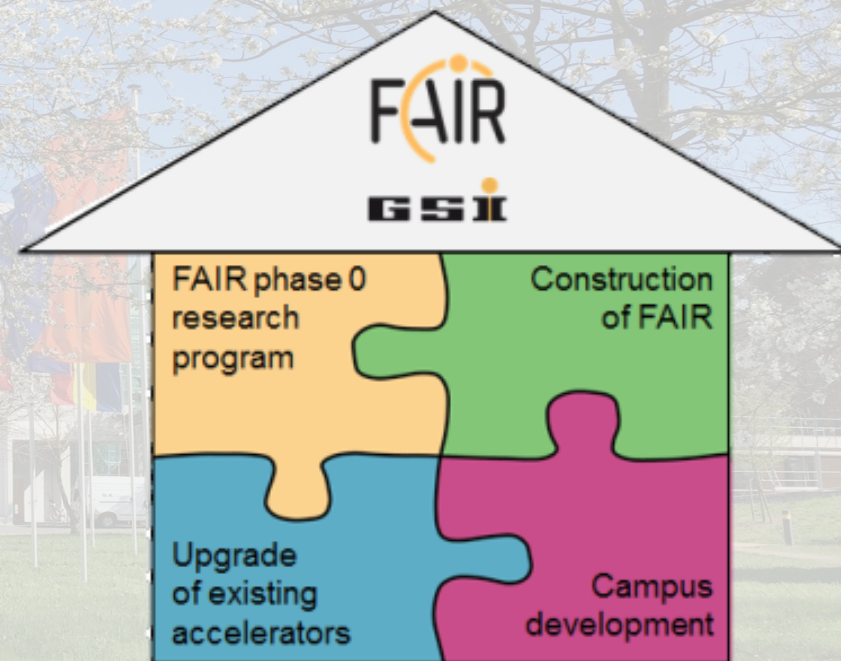 FAIR
GSI
FAIR phase 0
research
program
Construction
of FAIR
Upgrade
of existing
accelerators
Campus
development